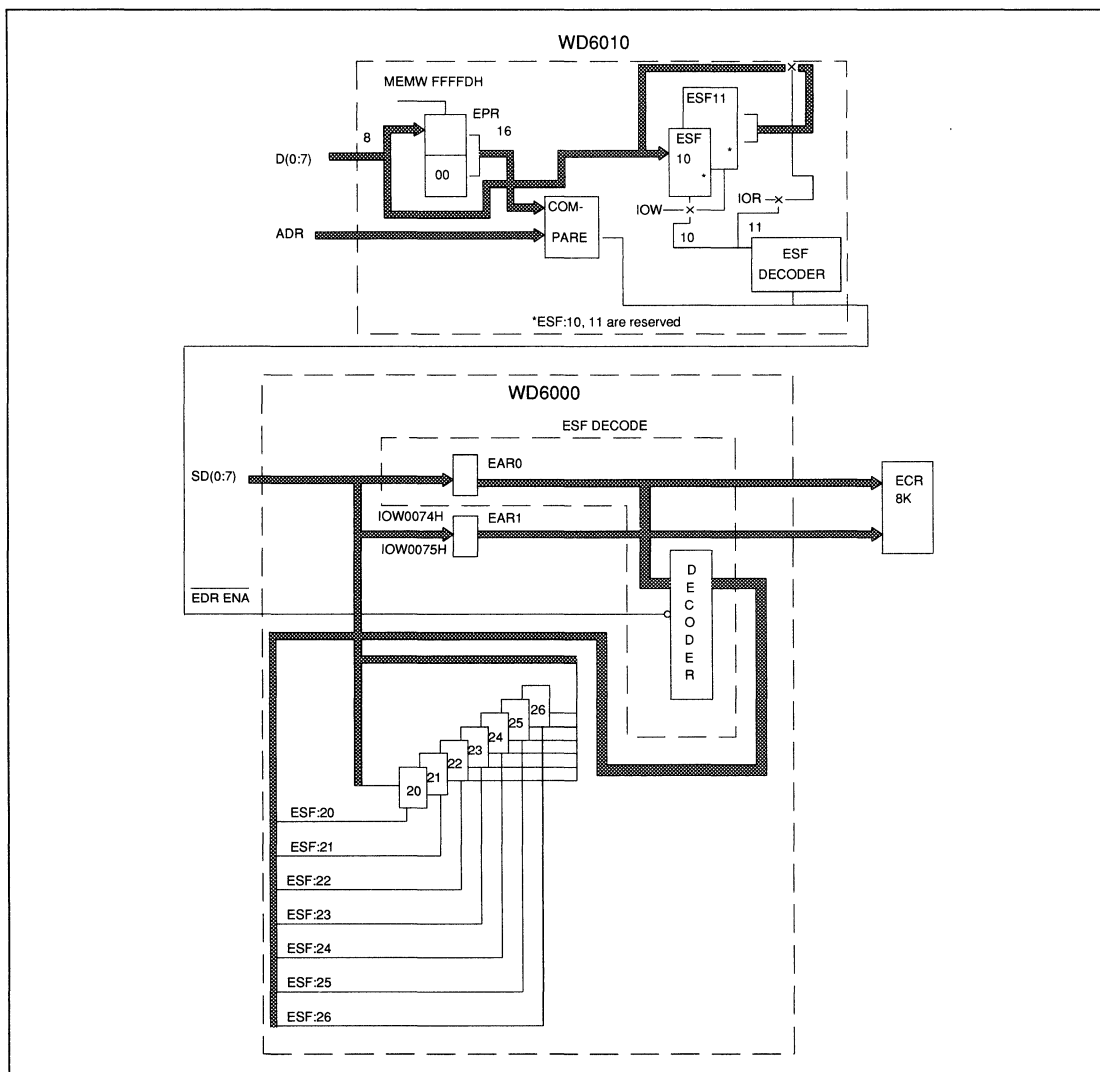 WD6010
MEMW FFFFDH
EPR
8
16
D(0:7)
00
ESF11
ESF
10
*
*
COM-
PARE
ADR
IOW
IOR
10
11
ESF
DECODER
*ESF:10, 11 are reserved
WD6000
ESF DECODE
SD(0:7)
EAR0
ECR
8K
IOW0074H
EAR1
IOW0075H
EDR ENA
DECODER
26
25
24
23
22
21
20
ESF:20
ESF:21
ESF:22
ESF:23
ESF:24
ESF:25
ESF:26